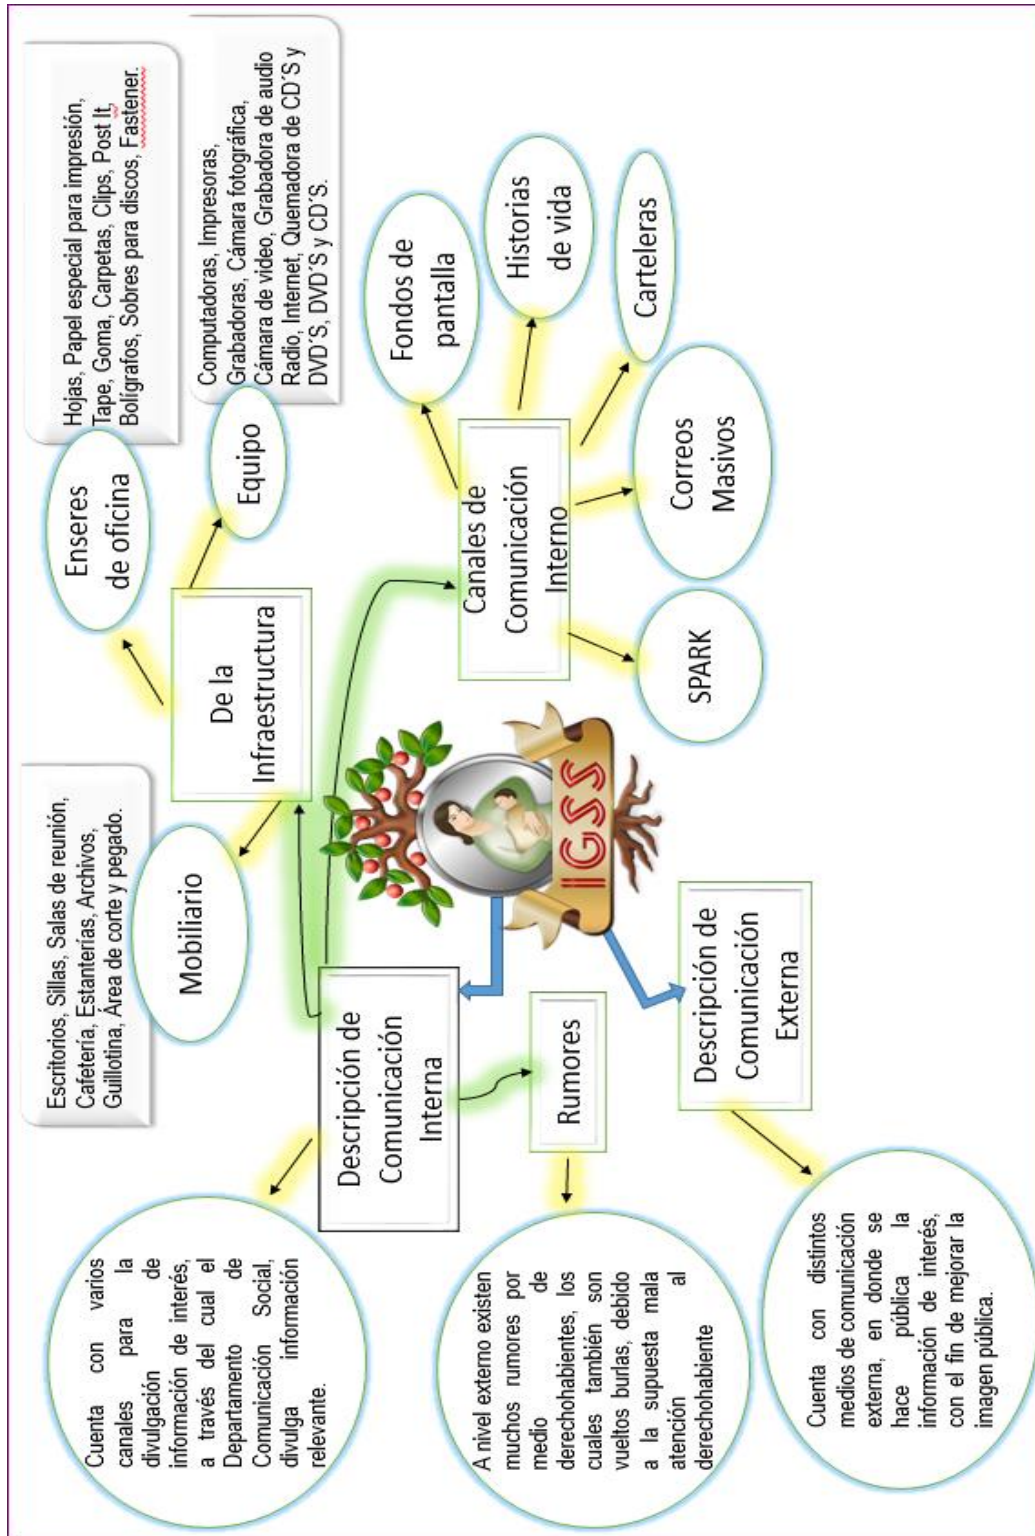 Cuenta con varios
canales para la
divulgación de
información de interés,
a través del cual el
Departamento de
Comunicación Social,
divulga información
relevante.
Escritorios, Sillas, Salas de reunión,
Cafetería, Estanterías, Archivos,
Guillotina, Área de corte y pegado.
Mobiliario
Enseres
de oficina
Hojas, Papel especial para impresión,
Tape, Goma, Carpetas, Clips, Post It,
Bolígrafos, Sobres para discos, Fastener.
De la
Infraestructura
Equipo
Computadoras, Impresoras,
Grabadoras, Cámara fotográfica,
Cámara de video, Grabadora de audio
Radio, Internet, Quemadora de CD´S y
DVD´S, DVD´S y CD´S.
Descripción de
Comunicación
Interna
Fondos de
pantalla
Canales de
Comunicación
Interno
Historias
de vida
Carteleras
Correos
Masivos
SPARK
IGSS
A nivel externo existen
muchos rumores por
medio de
derechohabientes, los
cuales también son
vueltos burlas, debido
a la supuesta mala
atención al
derechohabiente
Rumores
Descripción de
Comunicación
Externa
Cuenta con distintos
medios de comunicación
externa, en donde se
hace pública la
información de interés,
con el fin de mejorar la
imagen pública.